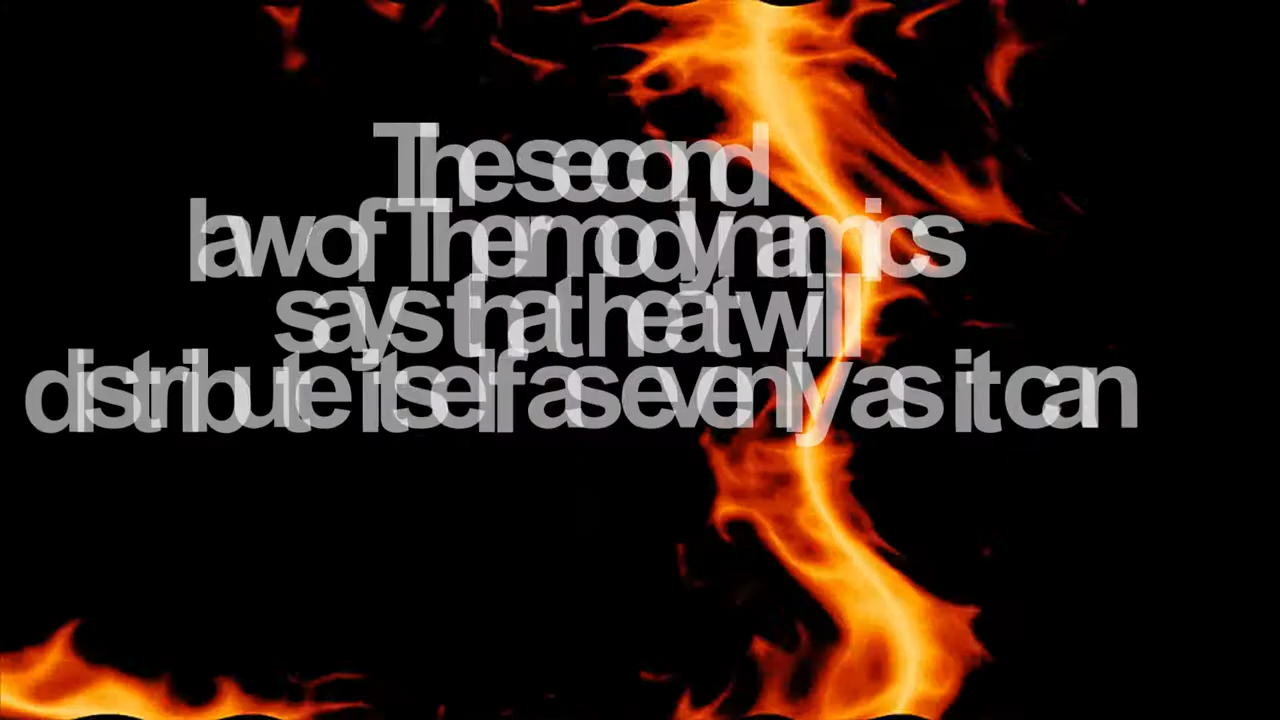 The second
law of Thermodynamics
says that heat will
distribute itself as evenly as it can